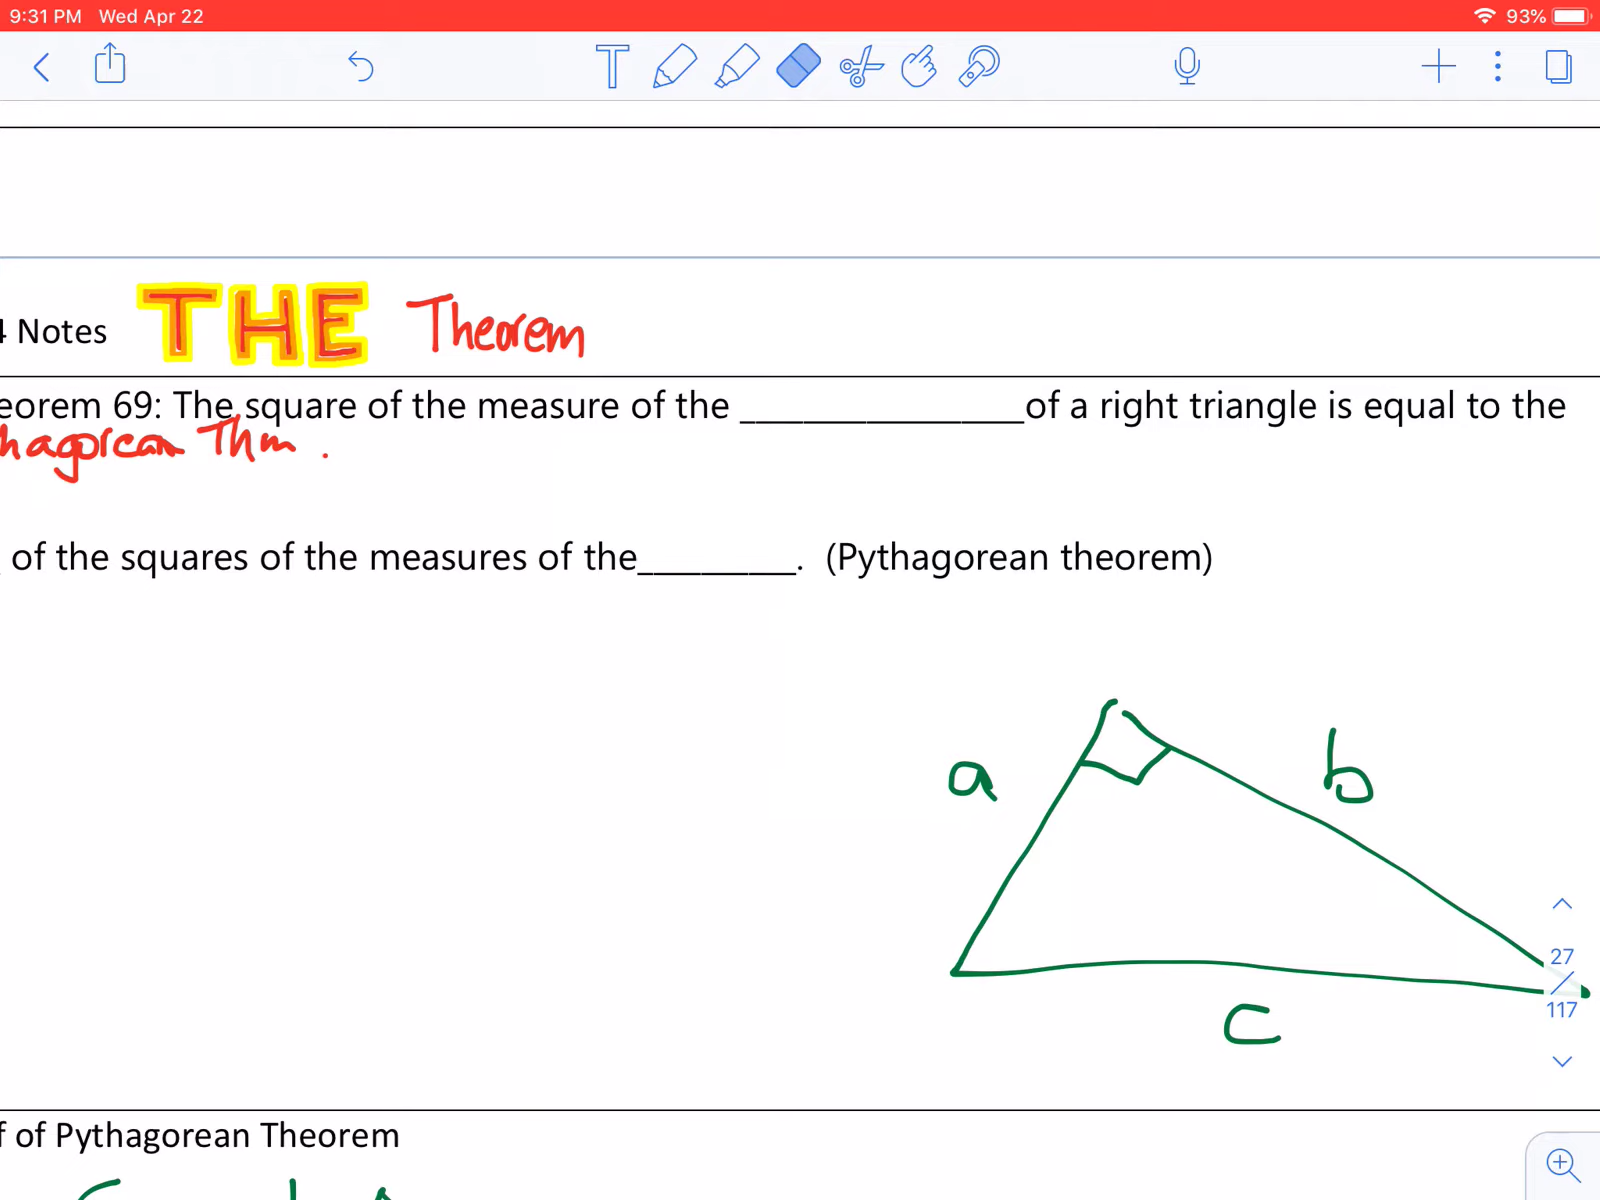 9:31 PM Wed Apr 22
93%
4 Notes THE Theorem
eorem 69: The square of the measure of the ______________of a right triangle is equal to the
hagorean Thm.
of the squares of the measures of the________. (Pythagorean theorem)
a
b
27
117
c
f of Pythagorean Theorem